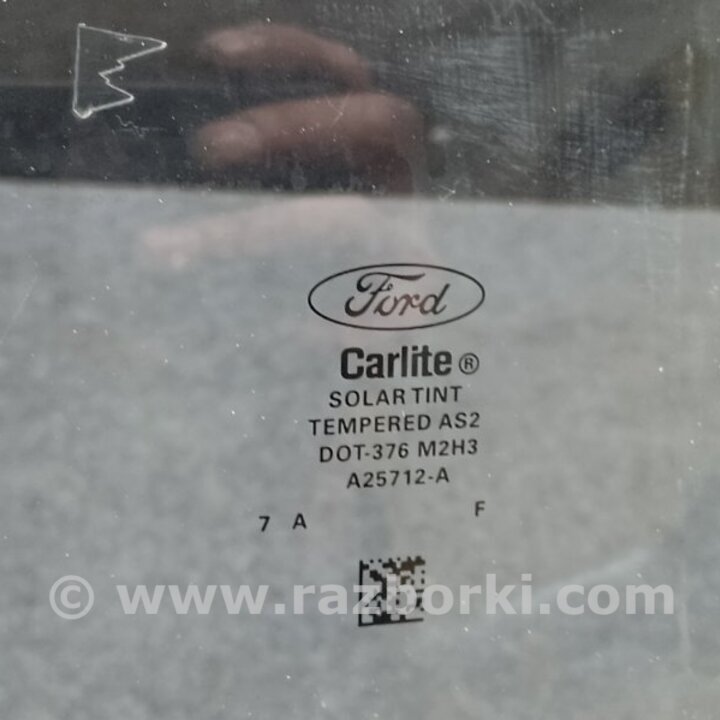 Ford
Carlite®
SOLAR TINT
TEMPERED AS2
DOT-376 M2H3
A25712-A
7 A F
© www.razborki.com